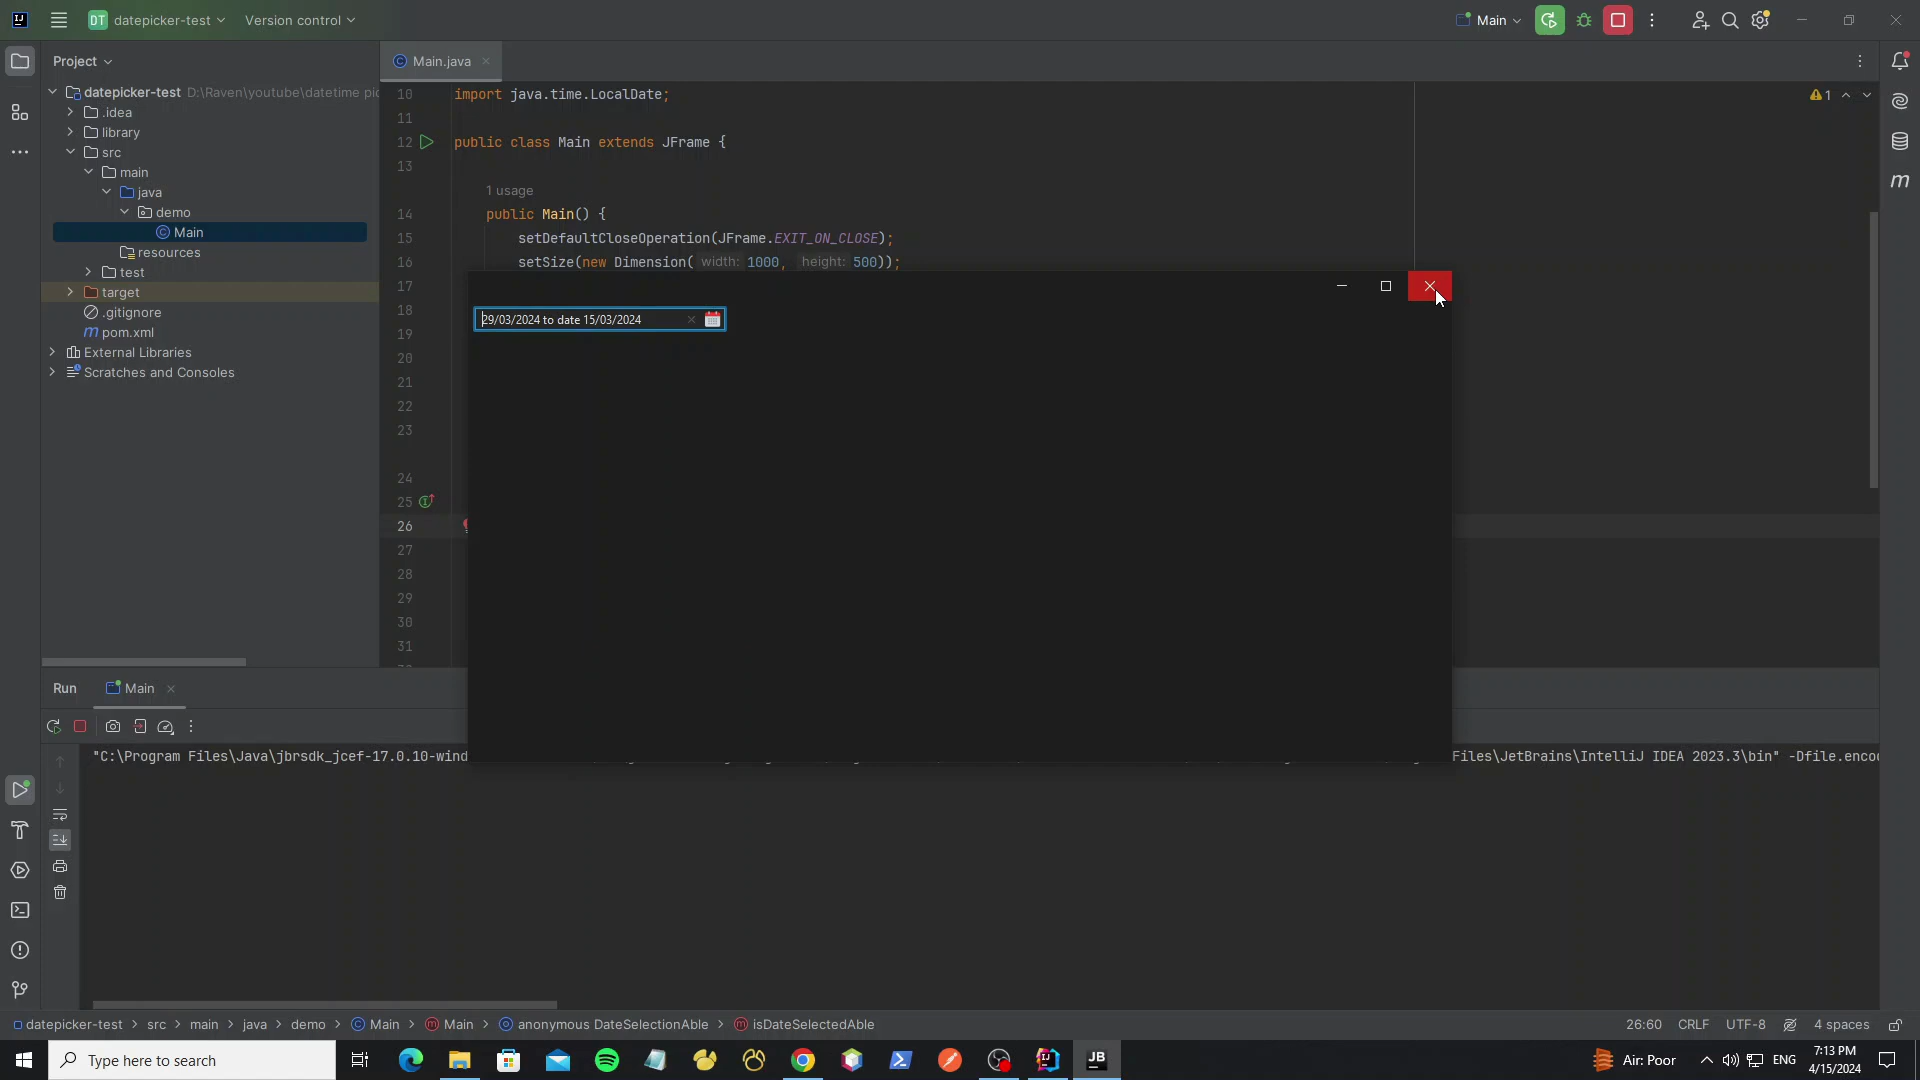 DT datepicker-test Version control Main
Project
Main.java
datepicker-test D:\Raven\youtube\datetime pic
.idea
library
src
main
java
demo
Main
resources
test
target
.gitignore
pom.xml
External Libraries
Scratches and Consoles
10 import java.time.LocalDate;
1
11
12 public class Main extends JFrame {
13
1 usage
14 public Main() {
15 setDefaultCloseOperation(JFrame.EXIT_ON_CLOSE);
16 setSize(new Dimension( width: 1000, height: 500));
17
18
19
20
21
22
23
24
25
26
27
28
29
30
31
29/03/2024 to date 15/03/2024
Run Main
"C:\Program Files\Java\jbrsdk_jcef-17.0.10-wind
Files\JetBrains\IntelliJ IDEA 2023.3\bin" -Dfile.encou
datepicker-test > src > main > java > demo > Main > Main > anonymous DateSelectionAble > isDateSelectedAble
26:60 CRLF UTF-8 4 spaces
Type here to search
JB
Air: Poor
ENG
7:13 PM
4/15/2024